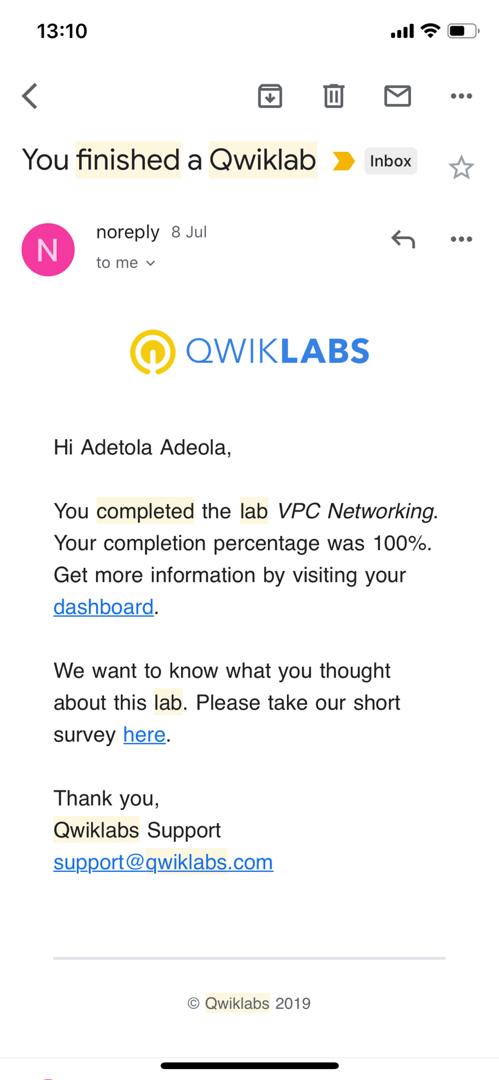 13:10
You finished a Qwiklab
Inbox
N
noreply 8 Jul
to me
QWIKLABS
Hi Adetola Adeola,
You completed the lab VPC Networking.
Your completion percentage was 100%.
Get more information by visiting your
dashboard.
We want to know what you thought
about this lab. Please take our short
survey here.
Thank you,
Qwiklabs Support
support@qwiklabs.com
© Qwiklabs 2019